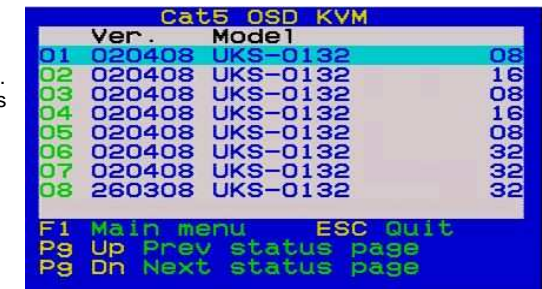 Cat5 OSD KVM
Ver. Model
01 020408 UKS-0132 08
02 020408 UKS-0132 16
03 020408 UKS-0132 08
04 020408 UKS-0132 16
05 020408 UKS-0132 08
06 020408 UKS-0132 32
07 020408 UKS-0132 32
08 260308 UKS-0132 32
F1 Main menu ESC Quit
Pg Up Prev status page
Pg Dn Next status page